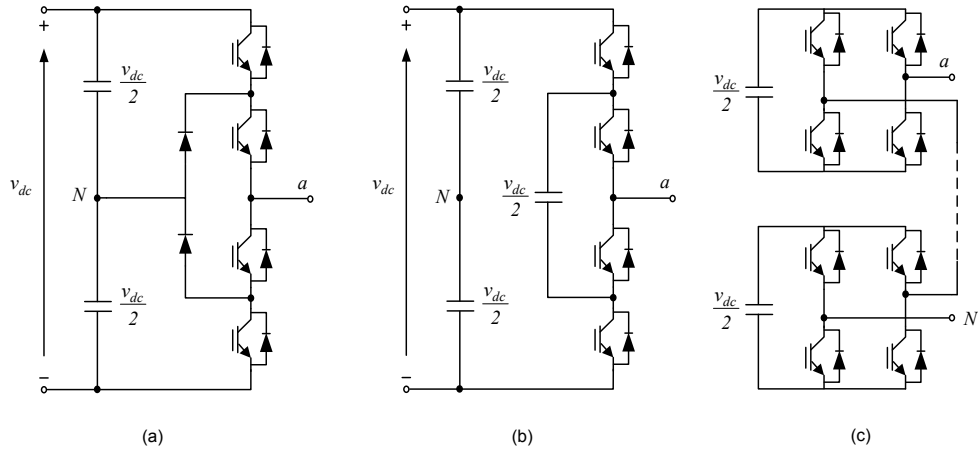 +
v_dc/2
v_dc
N
a
v_dc/2
−
(a)
+
v_dc/2
v_dc
N
v_dc/2
a
v_dc/2
−
(b)
v_dc/2
a
v_dc/2
N
(c)